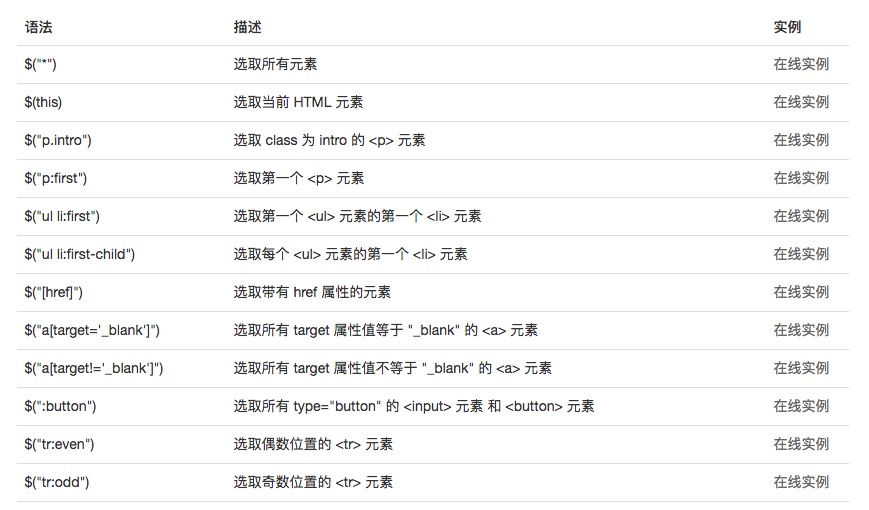 语法 描述 实例
$("*") 选取所有元素 在线实例
$(this) 选取当前 HTML 元素 在线实例
$("p.intro") 选取 class 为 intro 的 <p> 元素 在线实例
$("p:first") 选取第一个 <p> 元素 在线实例
$("ul li:first") 选取第一个 <ul> 元素的第一个 <li> 元素 在线实例
$("ul li:first-child") 选取每个 <ul> 元素的第一个 <li> 元素 在线实例
$("[href]") 选取带有 href 属性的元素 在线实例
$("a[target='_blank']") 选取所有 target 属性值等于 "_blank" 的 <a> 元素 在线实例
$("a[target!='_blank']") 选取所有 target 属性值不等于 "_blank" 的 <a> 元素 在线实例
$(":button") 选取所有 type="button" 的 <input> 元素 和 <button> 元素 在线实例
$("tr:even") 选取偶数位置的 <tr> 元素 在线实例
$("tr:odd") 选取奇数位置的 <tr> 元素 在线实例